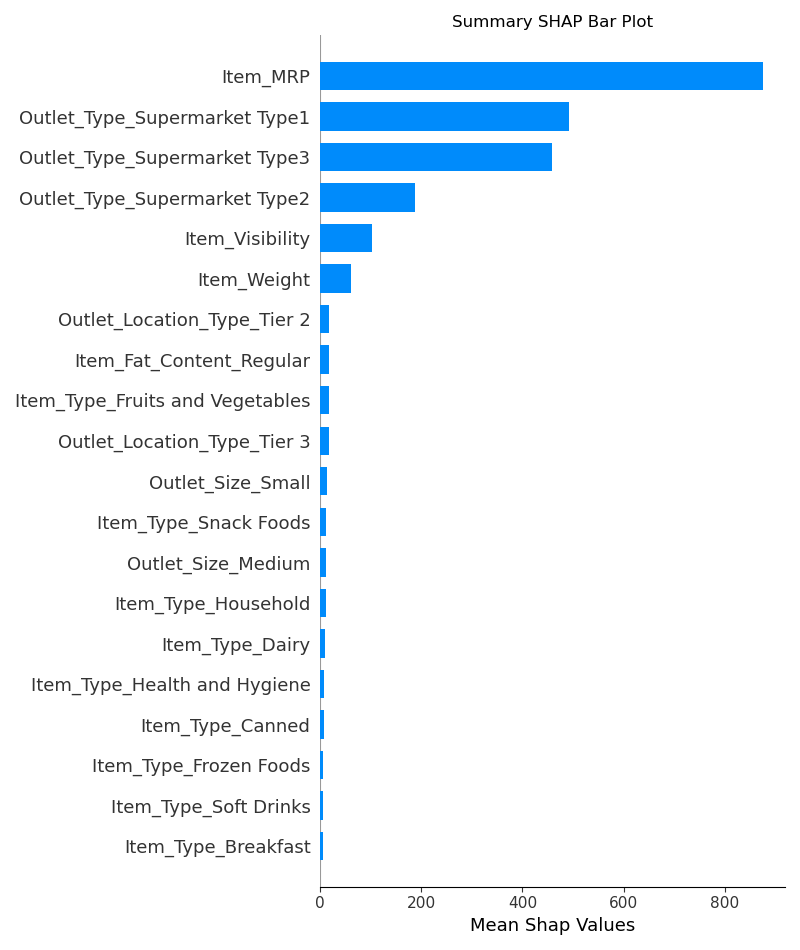 Summary SHAP Bar Plot
Item_MRP
Outlet_Type_Supermarket Type1
Outlet_Type_Supermarket Type3
Outlet_Type_Supermarket Type2
Item_Visibility
Item_Weight
Outlet_Location_Type_Tier 2
Item_Fat_Content_Regular
Item_Type_Fruits and Vegetables
Outlet_Location_Type_Tier 3
Outlet_Size_Small
Item_Type_Snack Foods
Outlet_Size_Medium
Item_Type_Household
Item_Type_Dairy
Item_Type_Health and Hygiene
Item_Type_Canned
Item_Type_Frozen Foods
Item_Type_Soft Drinks
Item_Type_Breakfast
0 200 400 600 800
Mean Shap Values